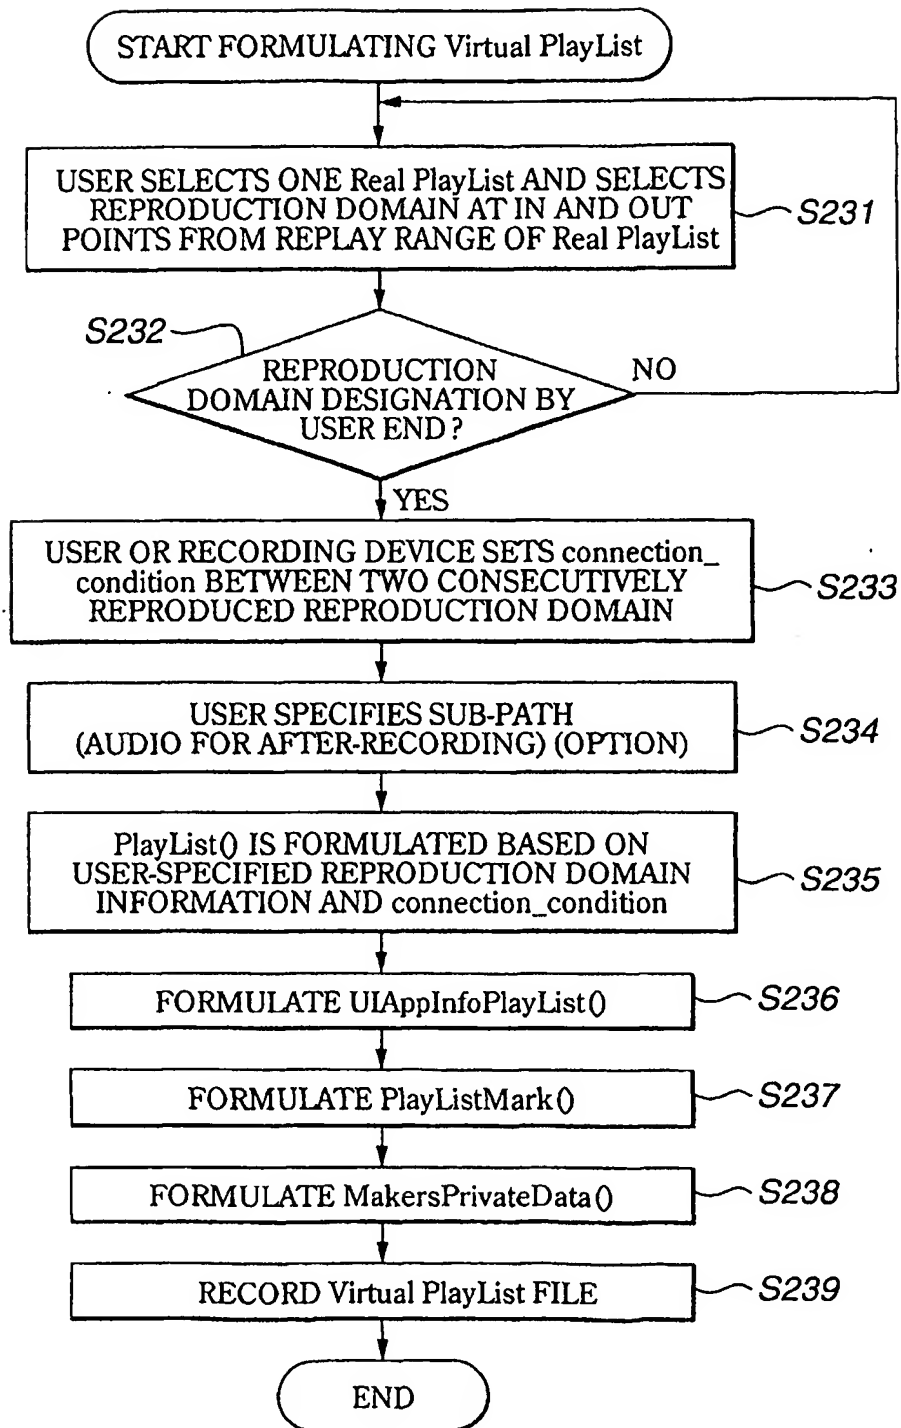 START FORMULATING Virtual PlayList
USER SELECTS ONE Real PlayList AND SELECTS
REPRODUCTION DOMAIN AT IN AND OUT
POINTS FROM REPLAY RANGE OF Real PlayList
S231
S232
REPRODUCTION
DOMAIN DESIGNATION BY
USER END?
NO
YES
USER OR RECORDING DEVICE SETS connection_
condition BETWEEN TWO CONSECUTIVELY
REPRODUCED REPRODUCTION DOMAIN
S233
USER SPECIFIES SUB-PATH
(AUDIO FOR AFTER-RECORDING) (OPTION)
S234
PlayList() IS FORMULATED BASED ON
USER-SPECIFIED REPRODUCTION DOMAIN
INFORMATION AND connection_condition
S235
FORMULATE UIAppInfoPlayList()
S236
FORMULATE PlayListMark()
S237
FORMULATE MakersPrivateData()
S238
RECORD Virtual PlayList FILE
S239
END